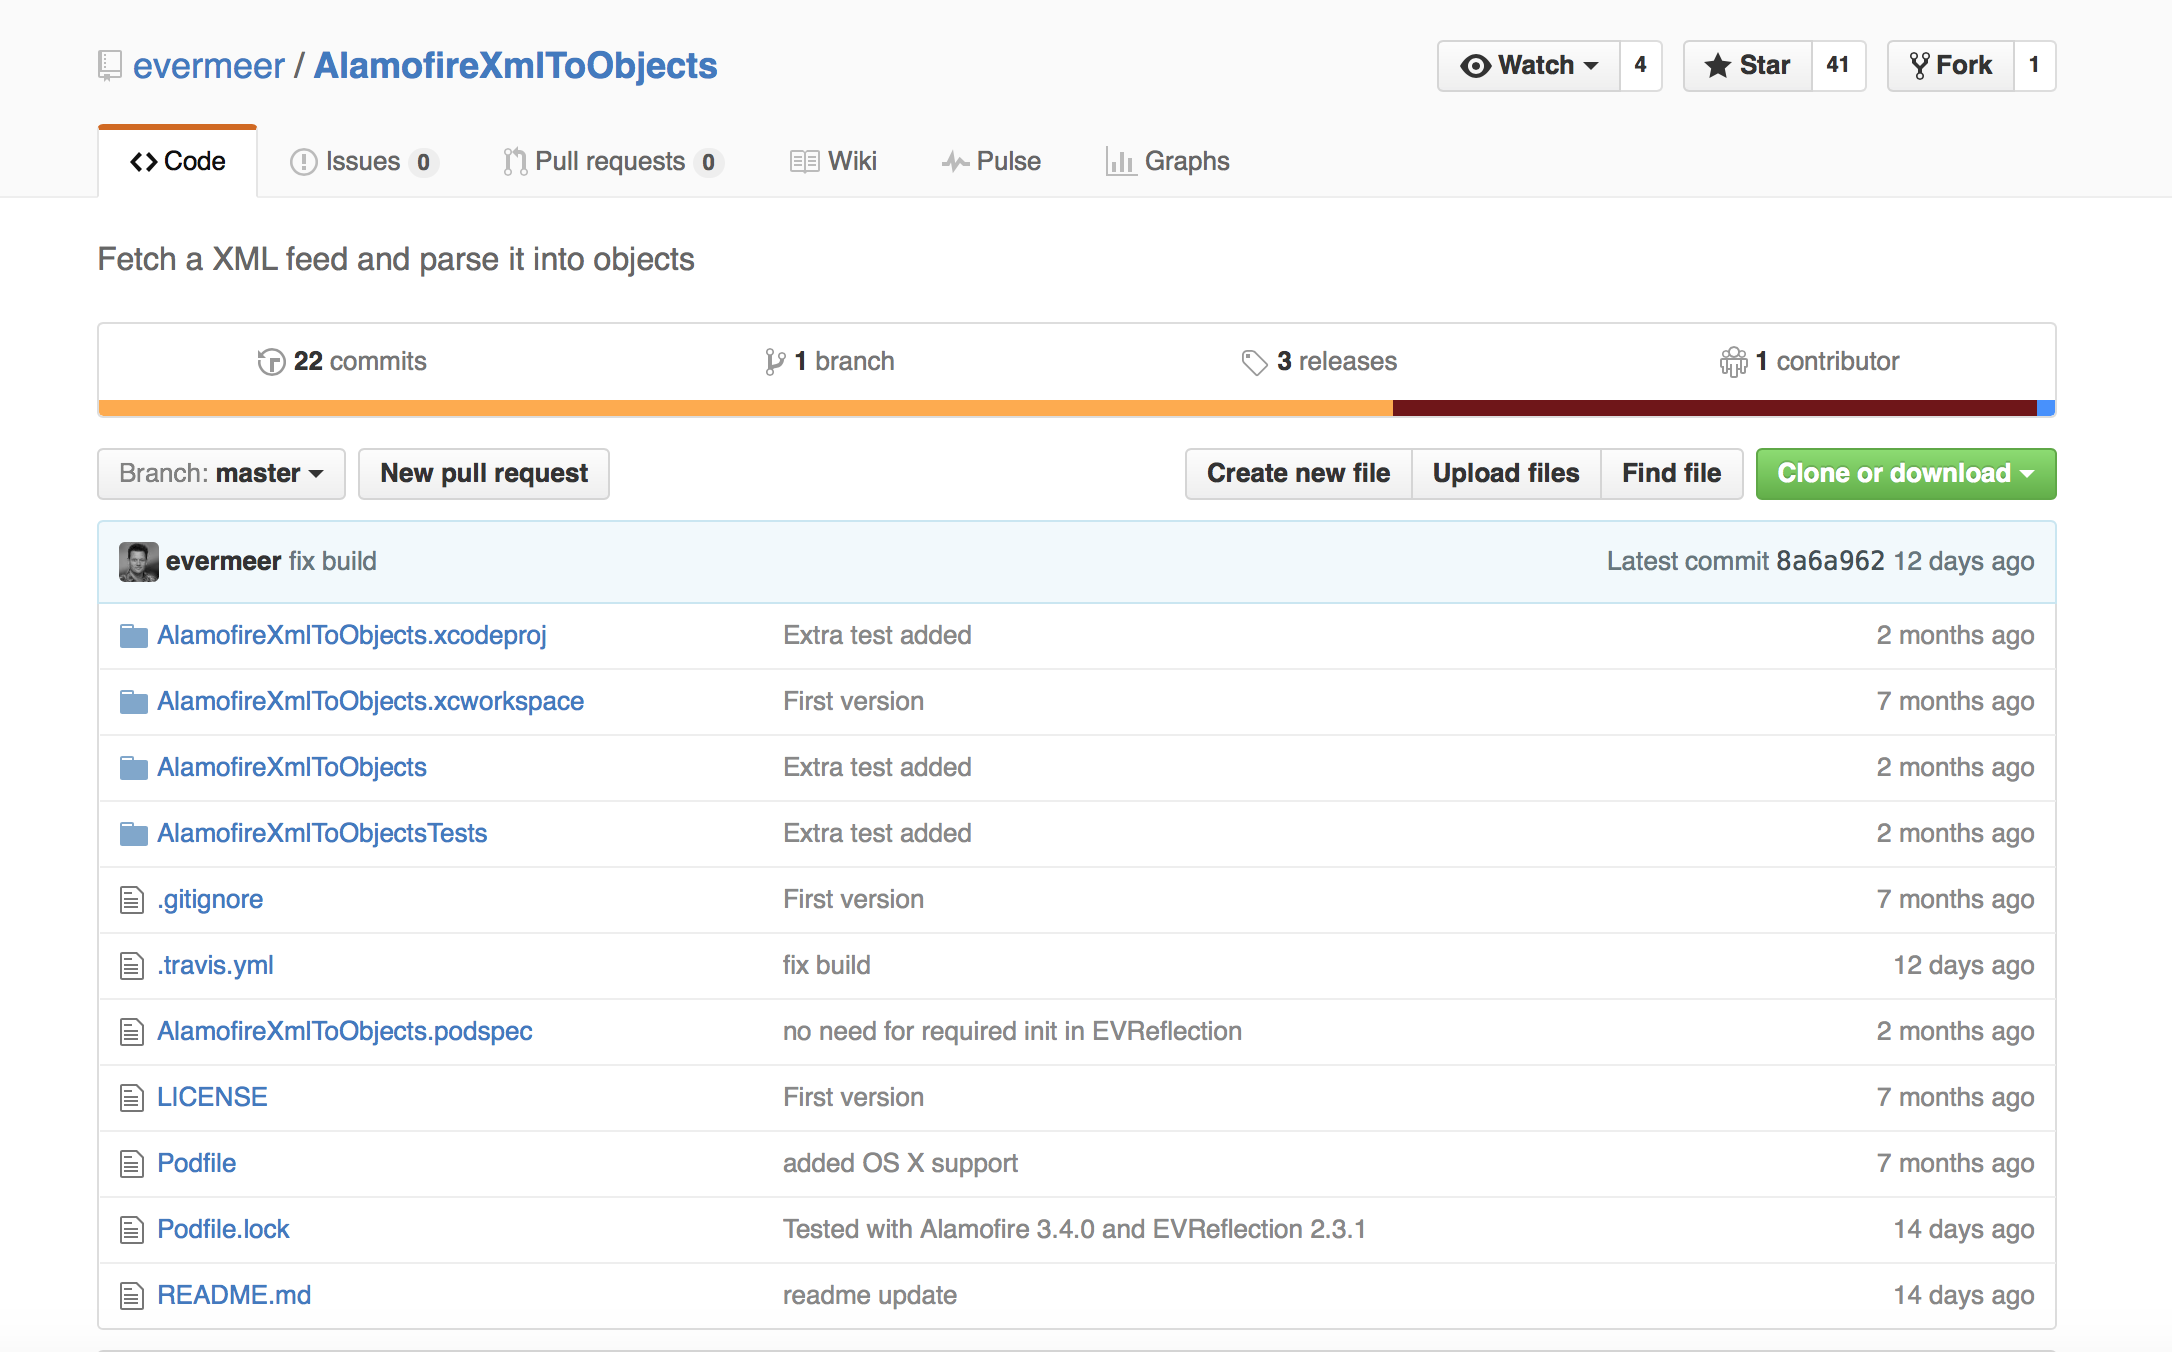 evermeer / AlamofireXmlToObjects
Watch 4 Star 41 Fork 1
Code Issues 0 Pull requests 0 Wiki Pulse Graphs
Fetch a XML feed and parse it into objects
22 commits 1 branch 3 releases 1 contributor
Branch: master New pull request Create new file Upload files Find file Clone or download
evermeer fix build Latest commit 8a6a962 12 days ago
AlamofireXmlToObjects.xcodeproj Extra test added 2 months ago
AlamofireXmlToObjects.xcworkspace First version 7 months ago
AlamofireXmlToObjects Extra test added 2 months ago
AlamofireXmlToObjectsTests Extra test added 2 months ago
.gitignore First version 7 months ago
.travis.yml fix build 12 days ago
AlamofireXmlToObjects.podspec no need for required init in EVReflection 2 months ago
LICENSE First version 7 months ago
Podfile added OS X support 7 months ago
Podfile.lock Tested with Alamofire 3.4.0 and EVReflection 2.3.1 14 days ago
README.md readme update 14 days ago